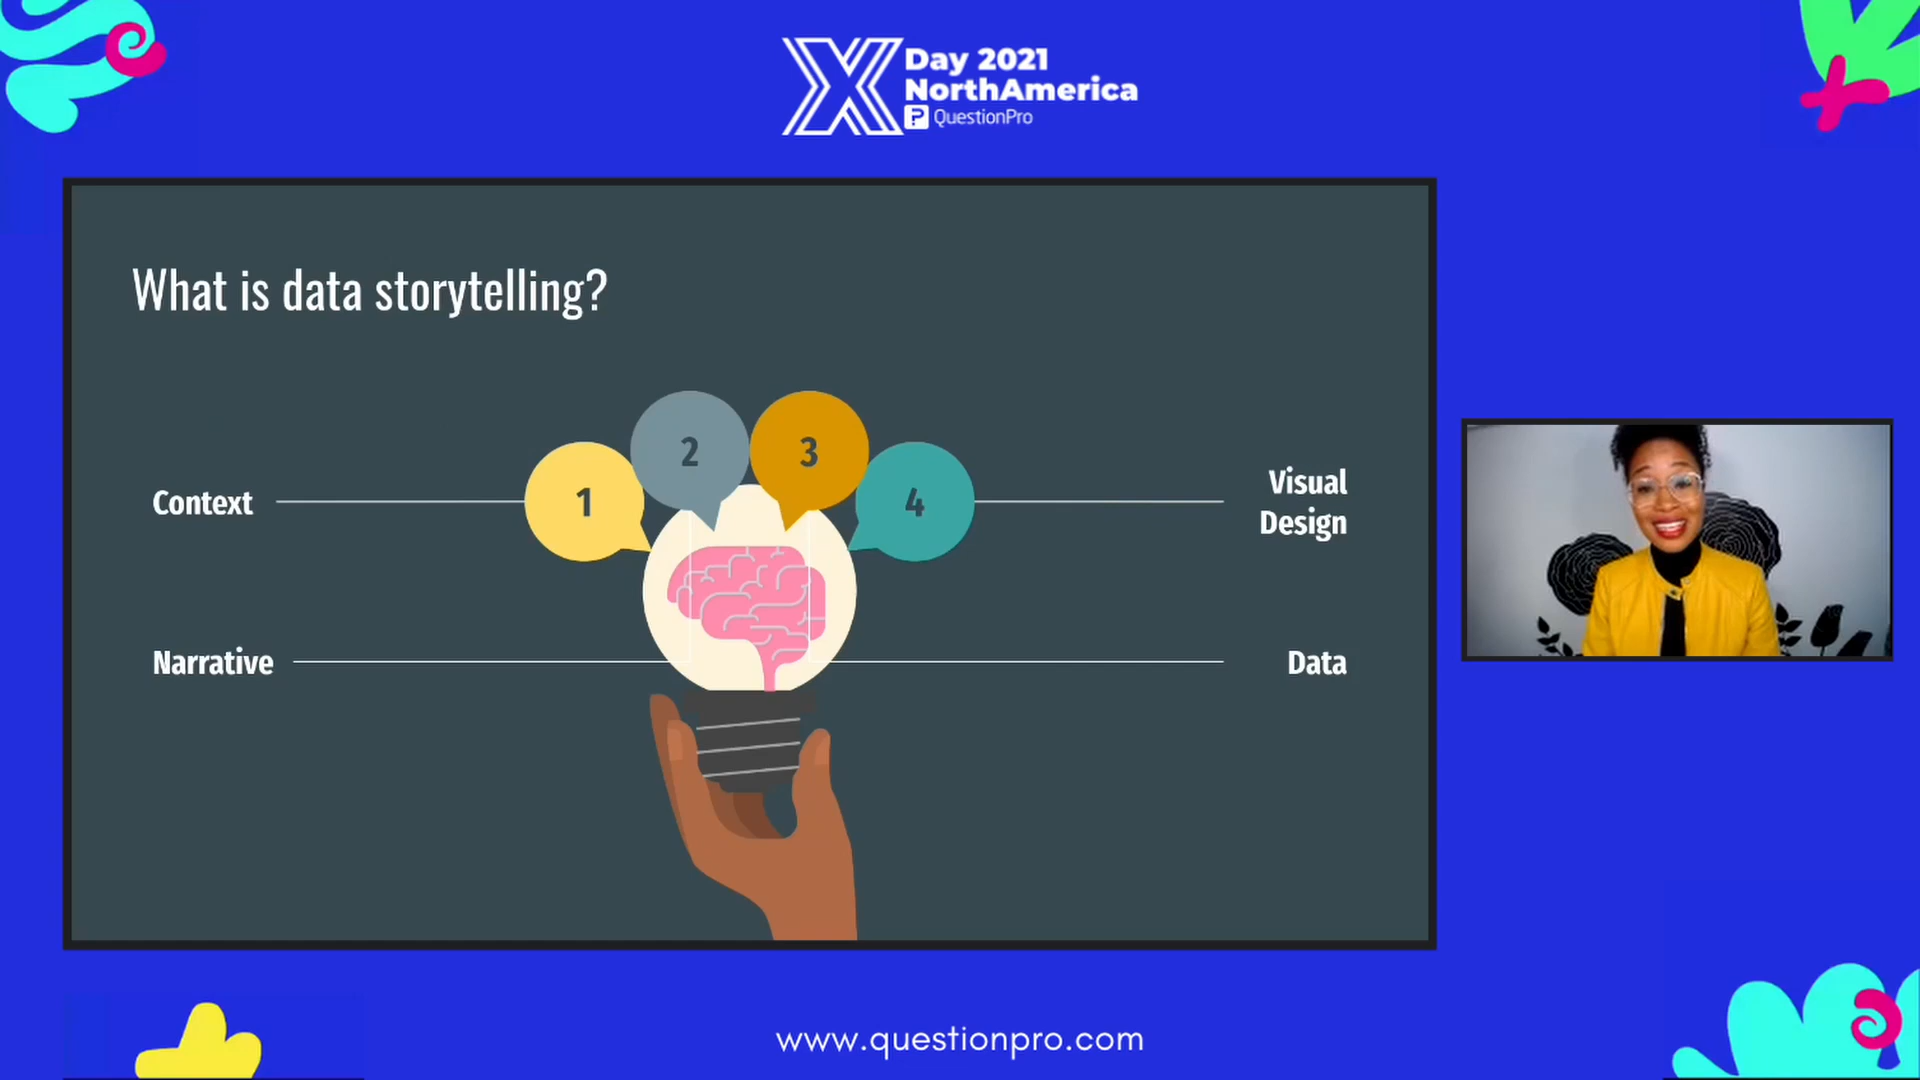 X Day 2021
NorthAmerica
QuestionPro
What is data storytelling?
1
2
3
4
Context
Visual
Design
Narrative
Data
www.questionpro.com